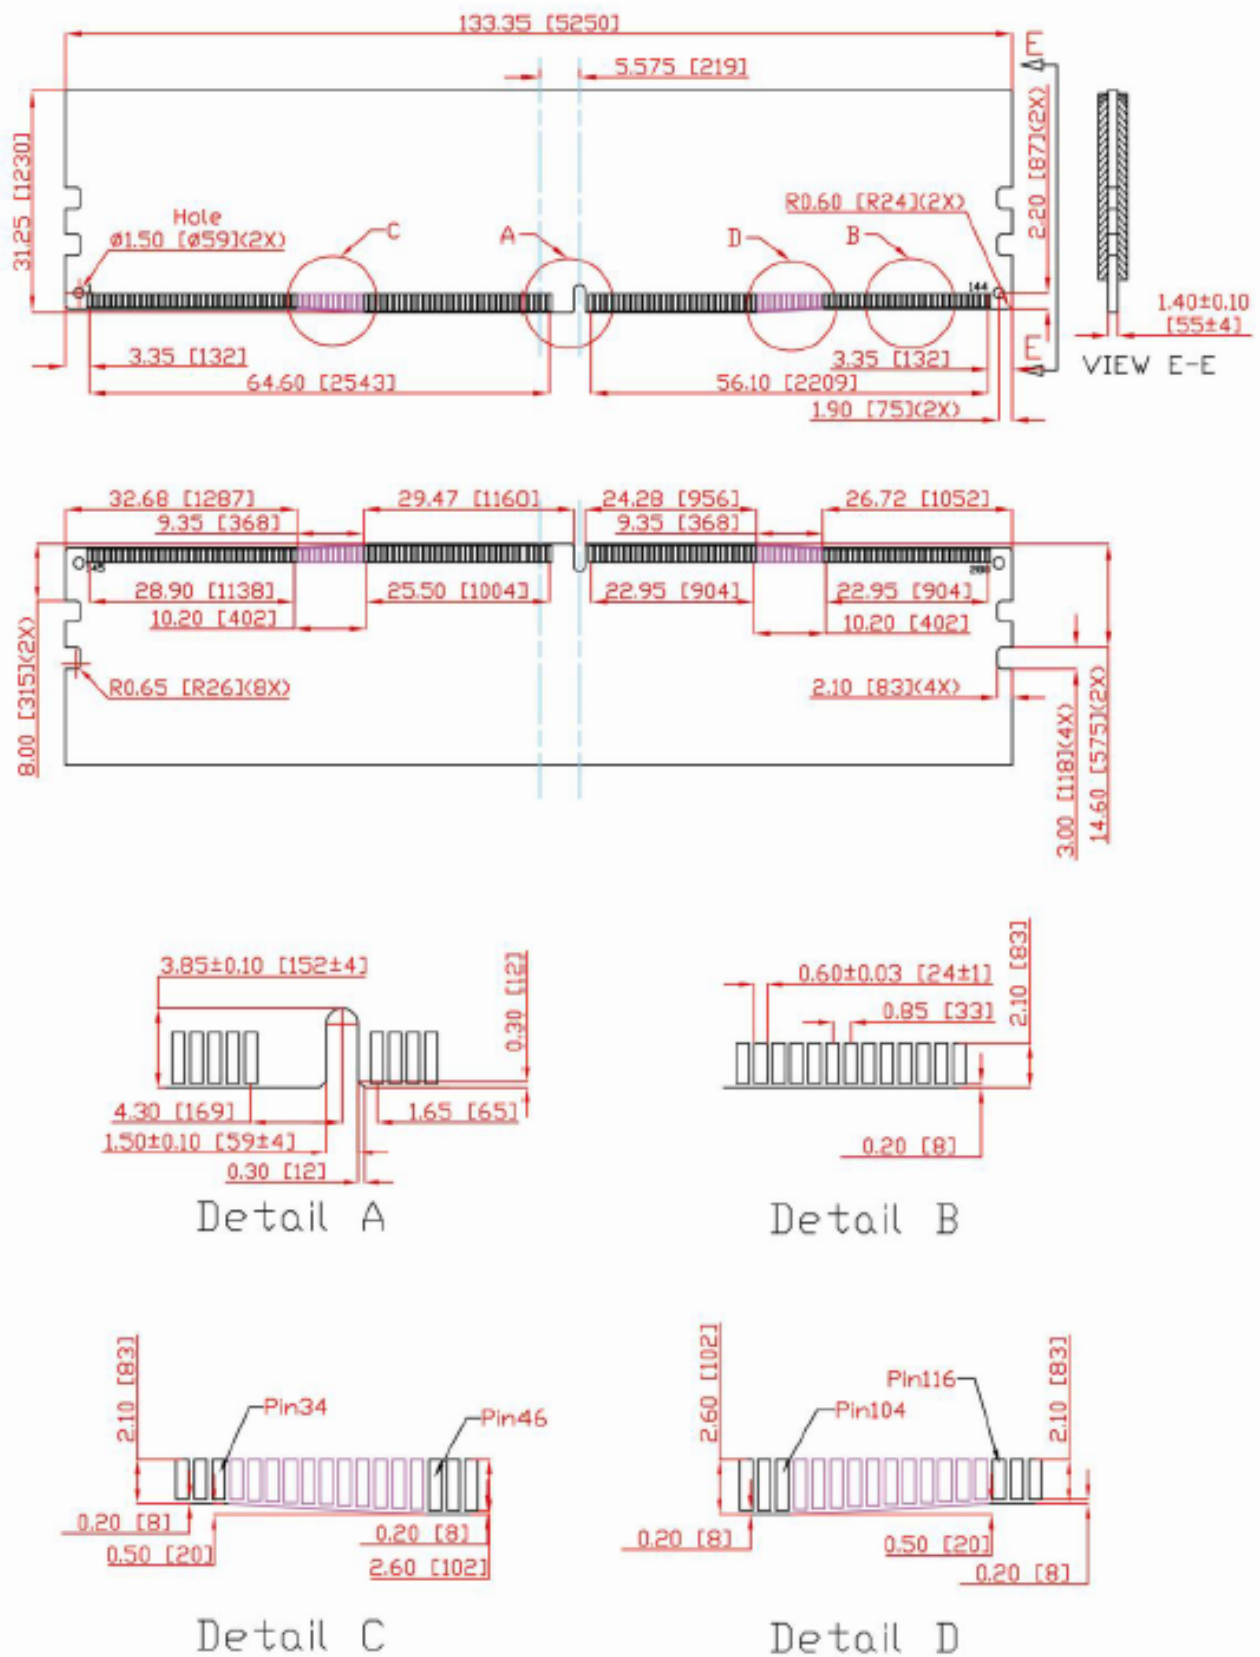 133.35 [5250]
E
5.575 [219]
31.25 [1230]
Hole
ø1.50 [ø59](2X)
C
A
D
B
R0.60 [R24](2X)
2.20 [87](2X)
1
144
3.35 [132]
64.60 [2543]
3.35 [132]
56.10 [2209]
1.90 [75](2X)
E
1.40±0.10
[55±4]
VIEW E-E
32.68 [1287]
29.47 [1160]
24.28 [956]
26.72 [1052]
9.35 [368]
9.35 [368]
145
288
28.90 [1138]
25.50 [1004]
22.95 [904]
22.95 [904]
10.20 [402]
10.20 [402]
8.00 [315](2X)
R0.65 [R26](8X)
2.10 [83](4X)
3.00 [118](4X)
14.60 [575](2X)
3.85±0.10 [152±4]
0.30 [12]
4.30 [169]
1.65 [65]
1.50±0.10 [59±4]
0.30 [12]
Detail A
0.60±0.03 [24±1]
0.85 [33]
2.10 [83]
0.20 [8]
Detail B
2.10 [83]
Pin34
Pin46
0.20 [8]
0.50 [20]
0.20 [8]
2.60 [102]
Detail C
2.60 [102]
Pin116
Pin104
2.10 [83]
0.20 [8]
0.50 [20]
0.20 [8]
Detail D